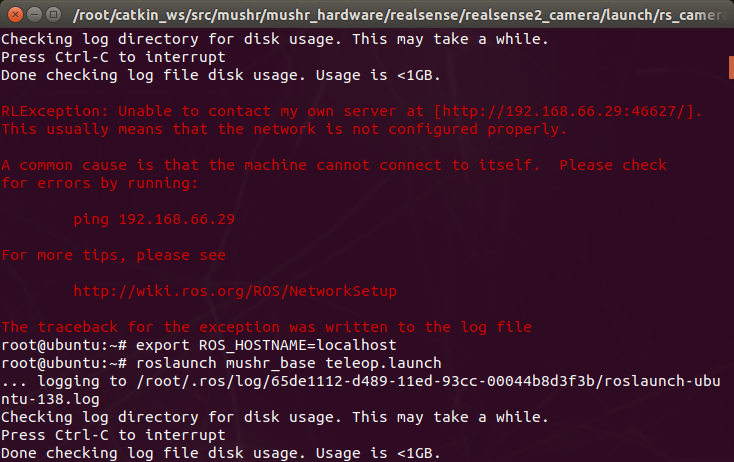 /root/catkin_ws/src/mushr/mushr_hardware/realsense/realsense2_camera/launch/rs_camera
Checking log directory for disk usage. This may take a while.
Press Ctrl-C to interrupt
Done checking log file disk usage. Usage is <1GB.
RLException: Unable to contact my own server at [http://192.168.66.29:46627/].
This usually means that the network is not configured properly.
A common cause is that the machine cannot connect to itself.  Please check
for errors by running:
ping 192.168.66.29
For more tips, please see
http://wiki.ros.org/ROS/NetworkSetup
The traceback for the exception was written to the log file
root@ubuntu:~# export ROS_HOSTNAME=localhost
root@ubuntu:~# roslaunch mushr_base teleop.launch
... logging to /root/.ros/log/65de1112-d489-11ed-93cc-00044b8d3f3b/roslaunch-ubu
ntu-138.log
Checking log directory for disk usage. This may take a while.
Press Ctrl-C to interrupt
Done checking log file disk usage. Usage is <1GB.